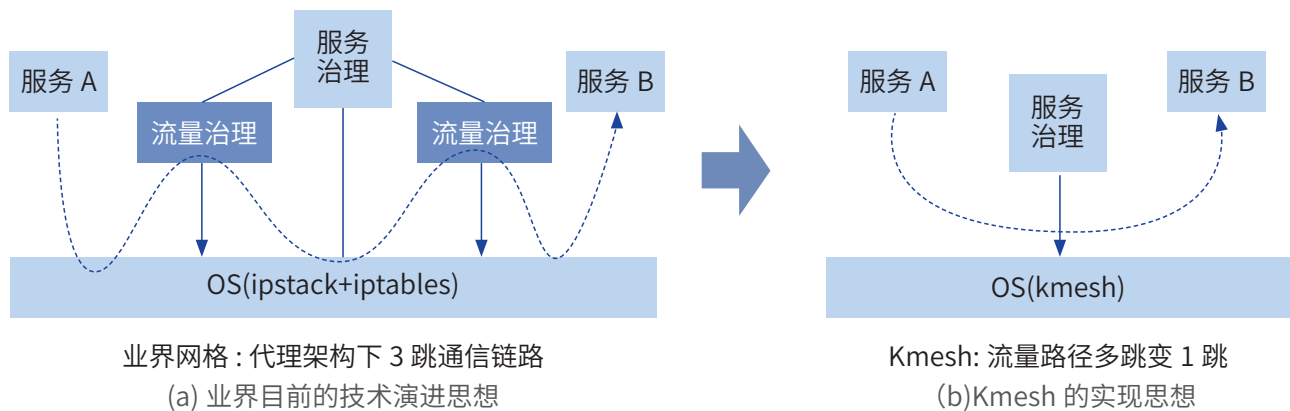 服务
治理
服务 A
服务 B
流量治理
流量治理
OS(ipstack+iptables)
业界网格 : 代理架构下 3 跳通信链路
(a) 业界目前的技术演进思想
服务 A
服务 B
服务
治理
OS(kmesh)
Kmesh: 流量路径多跳变 1 跳
（b)Kmesh 的实现思想